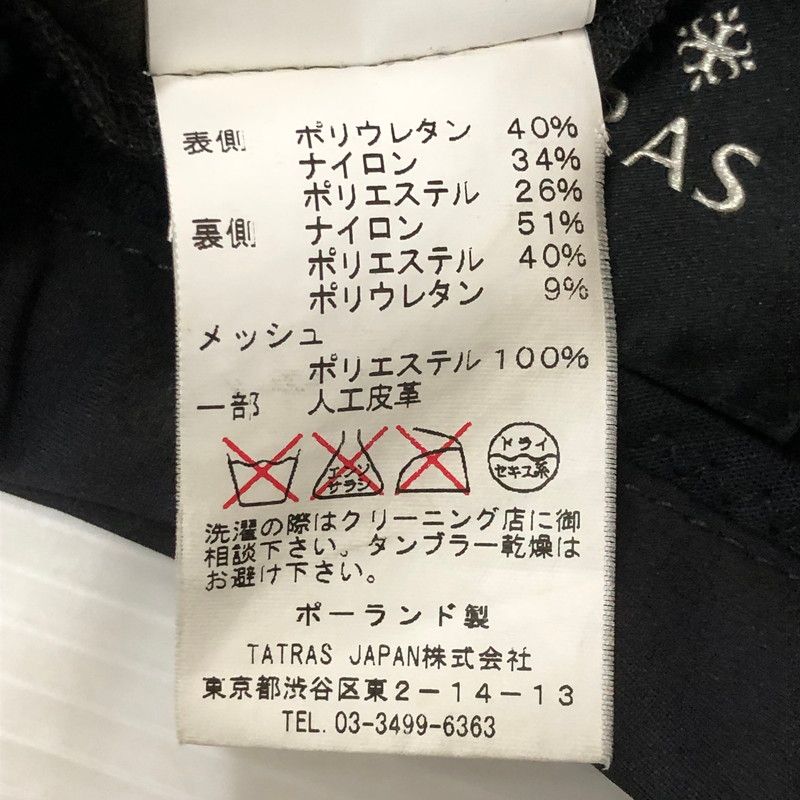 表側 ポリウレタン 40%
ナイロン 34%
ポリエステル 26%
裏側 ナイロン 51%
ポリエステル 40%
ポリウレタン 9%
メッシュ
ポリエステル 100%
一部 人工皮革
エンソ
サラシ
ドライ
セキユ系
洗濯の際はクリーニング店に御
相談下さい。タンブラー乾燥は
お避け下さい。
ポーランド製
TATRAS JAPAN株式会社
東京都渋谷区東2-14-13
TEL. 03-3499-6363
RAS